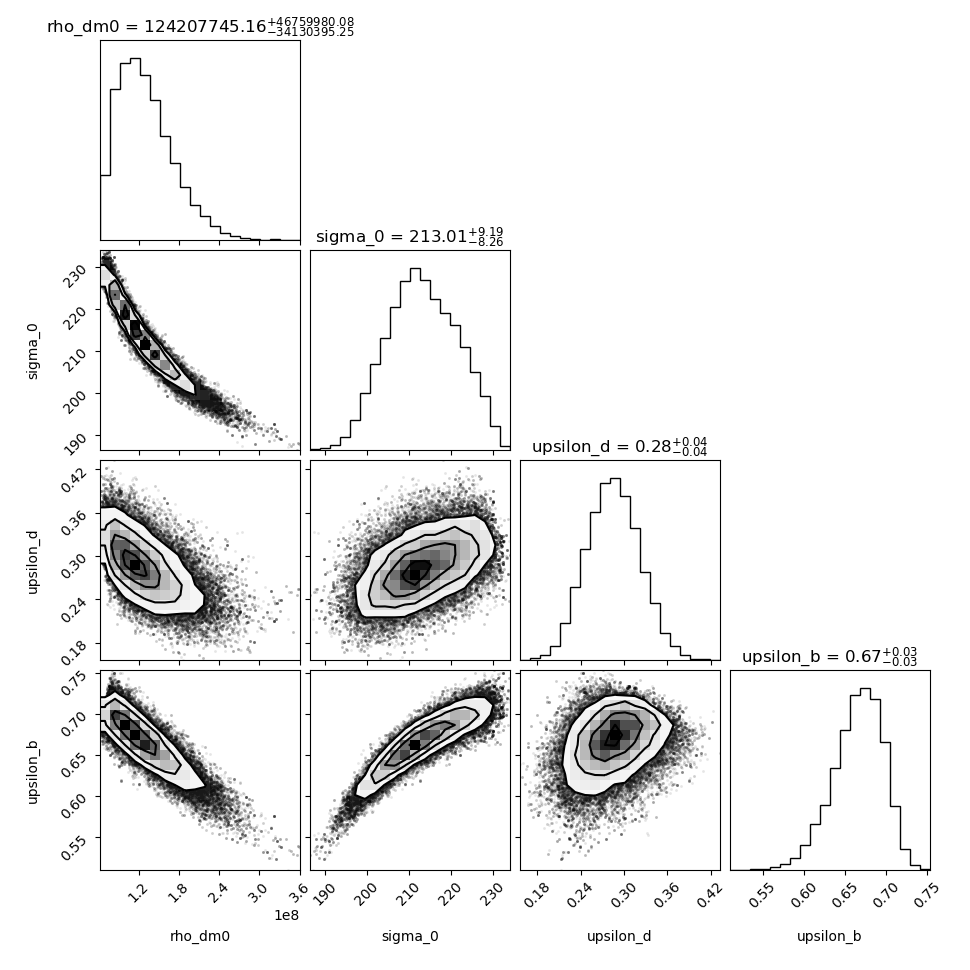 rho_dm0 = 124207745.16+46759980.08
−34130395.25
sigma_0 = 213.01+9.19
−8.26
230
220
210
200
190
sigma_0
upsilon_d = 0.28+0.04
−0.04
0.42
0.36
0.30
0.24
0.18
upsilon_d
upsilon_b = 0.67+0.03
−0.03
0.75
0.70
0.65
0.60
0.55
upsilon_b
1.2 1.8 2.4 3.0 3.6 190 200 210 220 230 0.18 0.24 0.30 0.36 0.42 0.55 0.60 0.65 0.70 0.75
1e8
rho_dm0 sigma_0 upsilon_d upsilon_b